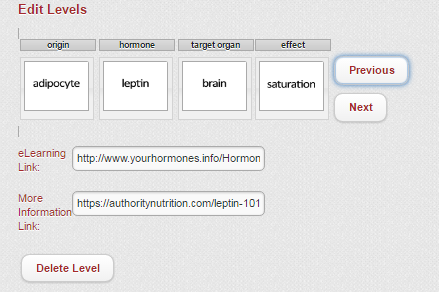 Edit Levels
origin hormone target organ effect
adipocyte leptin brain saturation
Previous
Next
eLearning
Link:
http://www.yourhormones.info/Hormon
More
Information
Link:
https://authoritynutrition.com/leptin-101
Delete Level